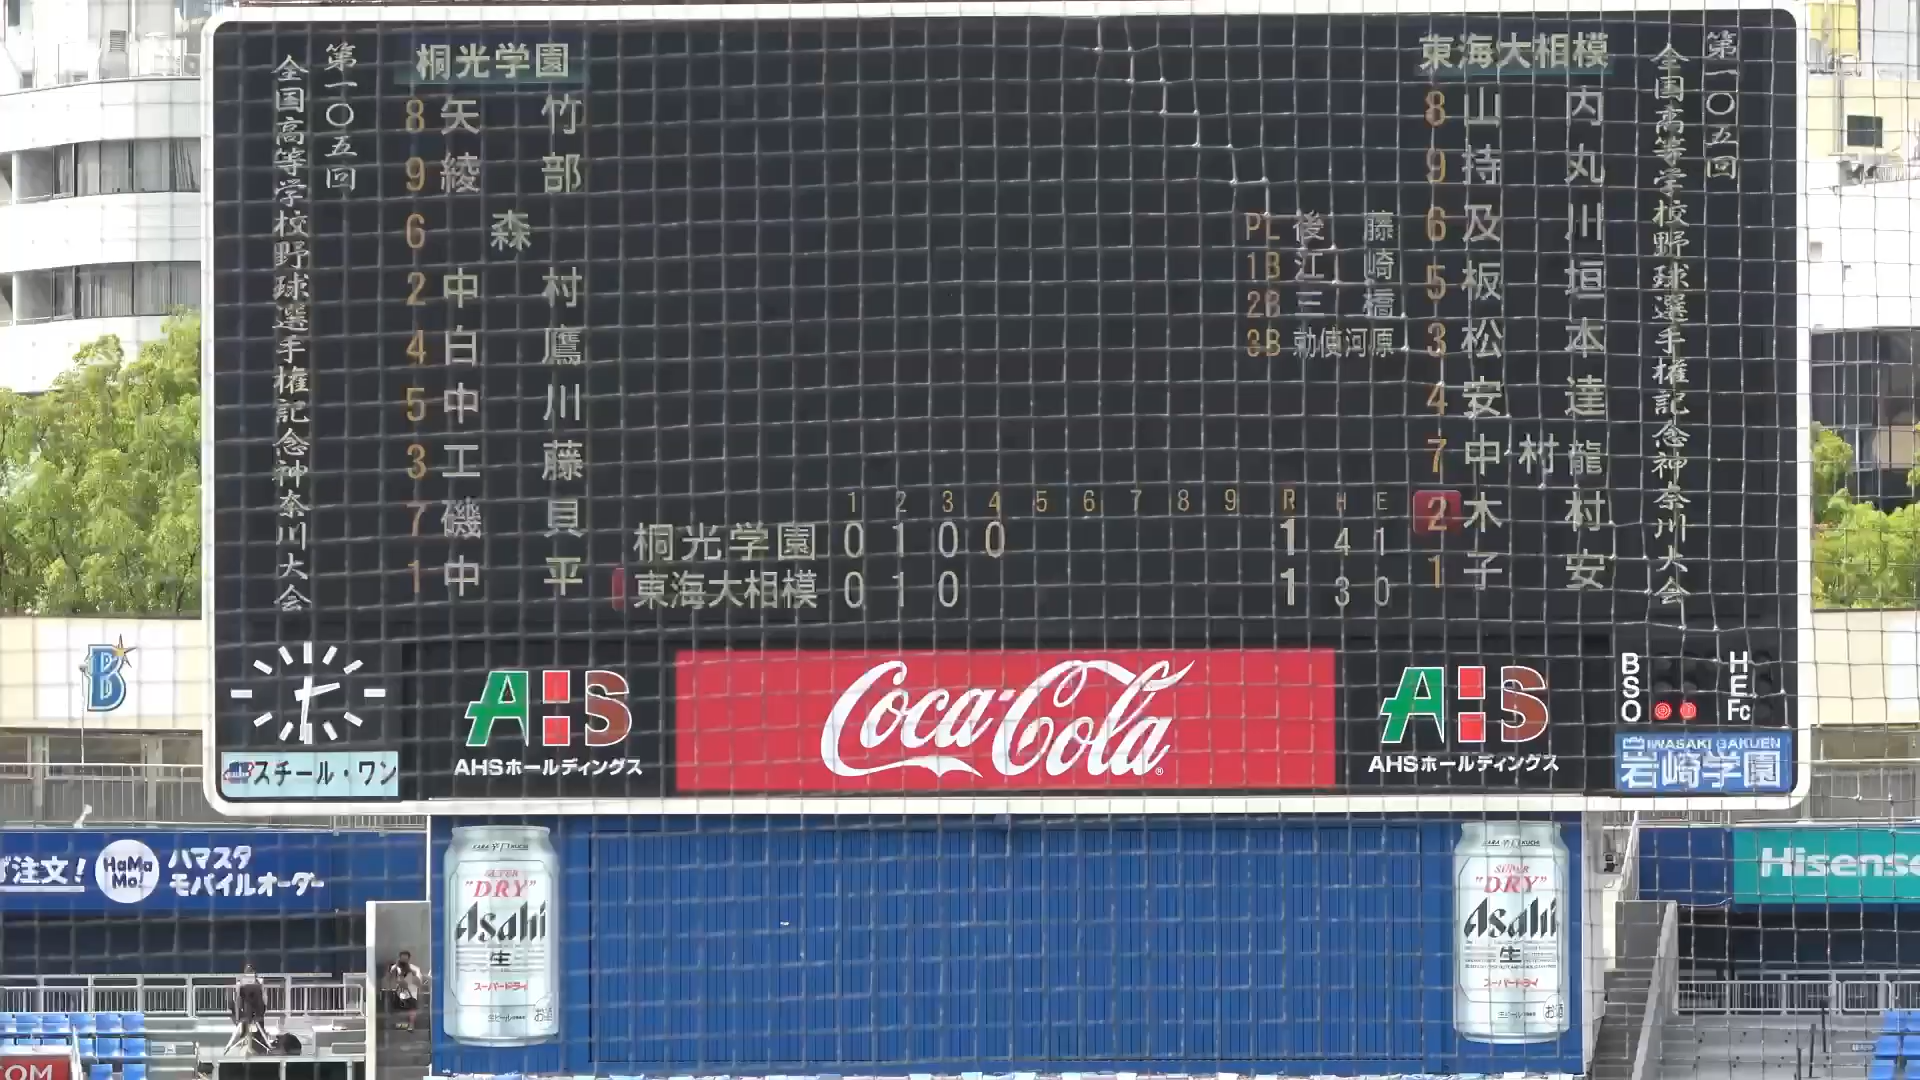 第一〇五回
全国高等学校野球選手権記念神奈川大会
桐光学園
8 矢竹
9 綾部
6 森
2 中村
4 白鷹
5 中川
3 工藤
7 磯貝
1 中平
PL 後藤
1B 江崎
2B 三橋
3B 勅使河原
東海大相模
8 山内
9 持丸
6 及川
5 板垣
3 松本
4 安達
7 中村龍
2 木村
1 子安
第一〇五回
全国高等学校野球選手権記念神奈川大会
1 2 3 4 5 6 7 8 9 R H E
桐光学園 0 1 0 0 1 4 1
東海大相模 0 1 0 1 3 0
B
AHS
AHSホールディングス
Coca-Cola
AHS
AHSホールディングス
B H
S E
O Fc
スチール・ワン
IWASAKI GAKUEN
岩崎学園
注文!
HaMa Mo!
ハマスタ
モバイルオーダー
KARA 辛口 KUCHI
SUPER
"DRY"
Asahi
生
スーパードライ
KARA 辛口 KUCHI
SUPER
"DRY"
Asahi
生
スーパードライ
Hisense
COM